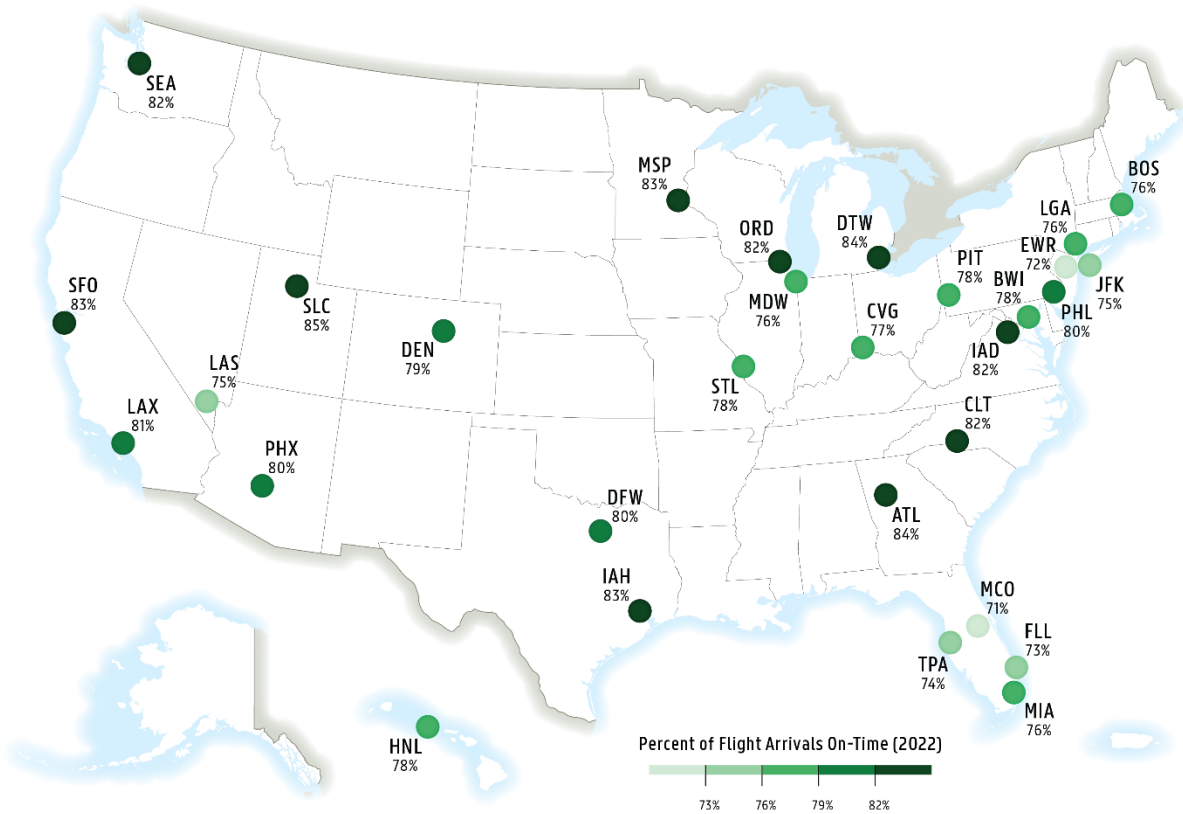 SEA
82%
MSP
83%
BOS
76%
LGA
76%
ORD
82%
DTW
84%
EWR
72%
PIT
78%
BWI
78%
JFK
75%
SFO
83%
SLC
85%
MDW
76%
CVG
77%
PHL
80%
DEN
79%
IAD
82%
LAS
75%
STL
78%
LAX
81%
CLT
82%
PHX
80%
DFW
80%
ATL
84%
IAH
83%
MCO
71%
FLL
73%
TPA
74%
MIA
76%
HNL
78%
Percent of Flight Arrivals On-Time (2022)
73% 76% 79% 82%